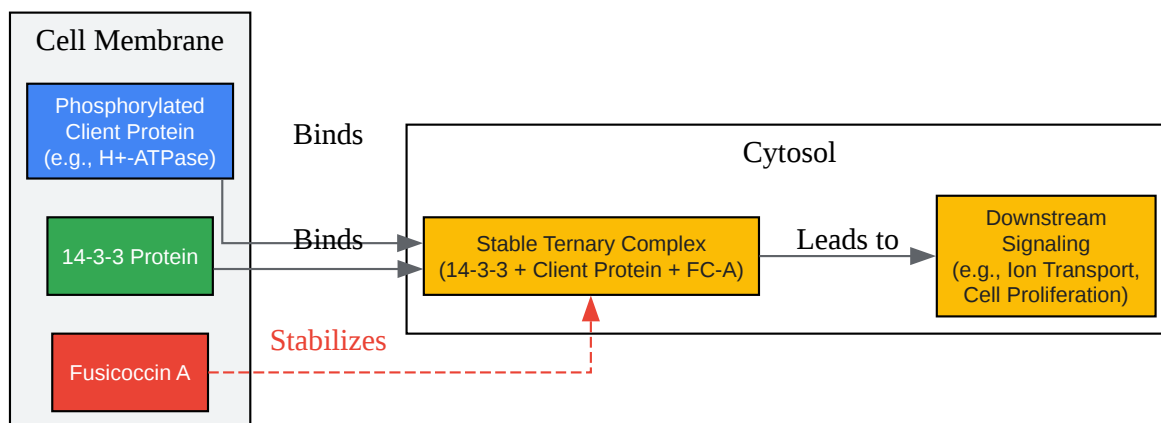 Cell Membrane
Phosphorylated
Client Protein
(e.g., H+-ATPase)
Binds
Cytosol
14-3-3 Protein
Binds
Stable Ternary Complex
(14-3-3 + Client Protein + FC-A)
Leads to
Downstream
Signaling
(e.g., Ion Transport,
Cell Proliferation)
Stabilizes
Fusicoccin A